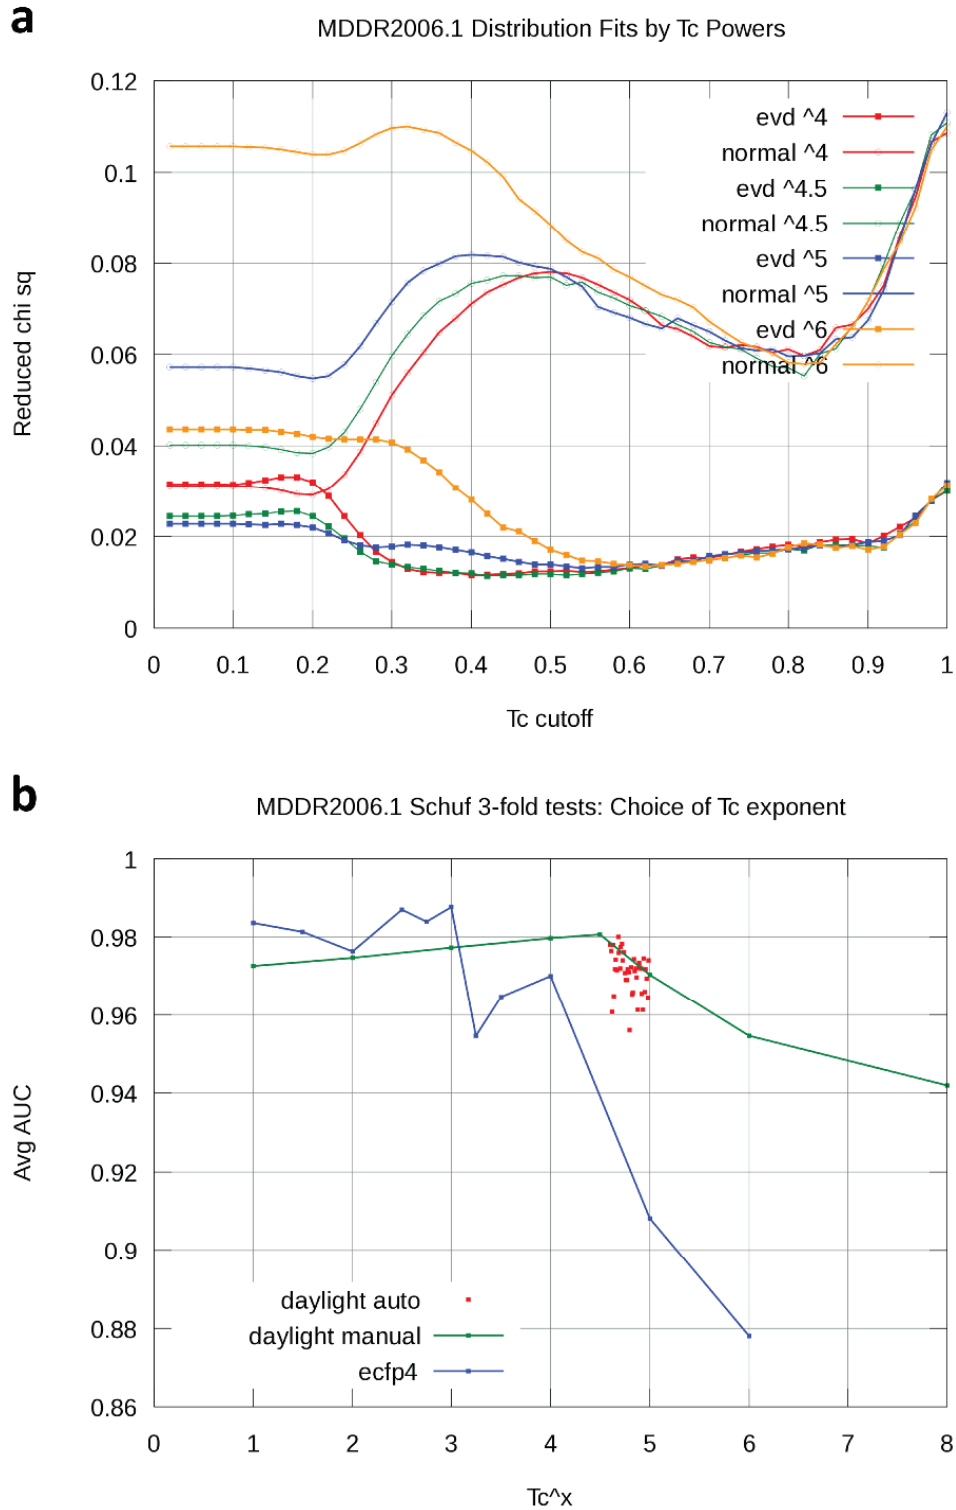 a
MDDR2006.1 Distribution Fits by Tc Powers
0.12
0.1
0.08
0.06
0.04
0.02
0
Reduced chi sq
evd ^4
normal ^4
evd ^4.5
normal ^4.5
evd ^5
normal ^5
evd ^6
normal ^6
0 0.1 0.2 0.3 0.4 0.5 0.6 0.7 0.8 0.9 1
Tc cutoff
b
MDDR2006.1 Schuf 3-fold tests: Choice of Tc exponent
1
0.98
0.96
0.94
0.92
0.9
0.88
0.86
Avg AUC
daylight auto
daylight manual
ecfp4
0 1 2 3 4 5 6 7 8
Tc^x